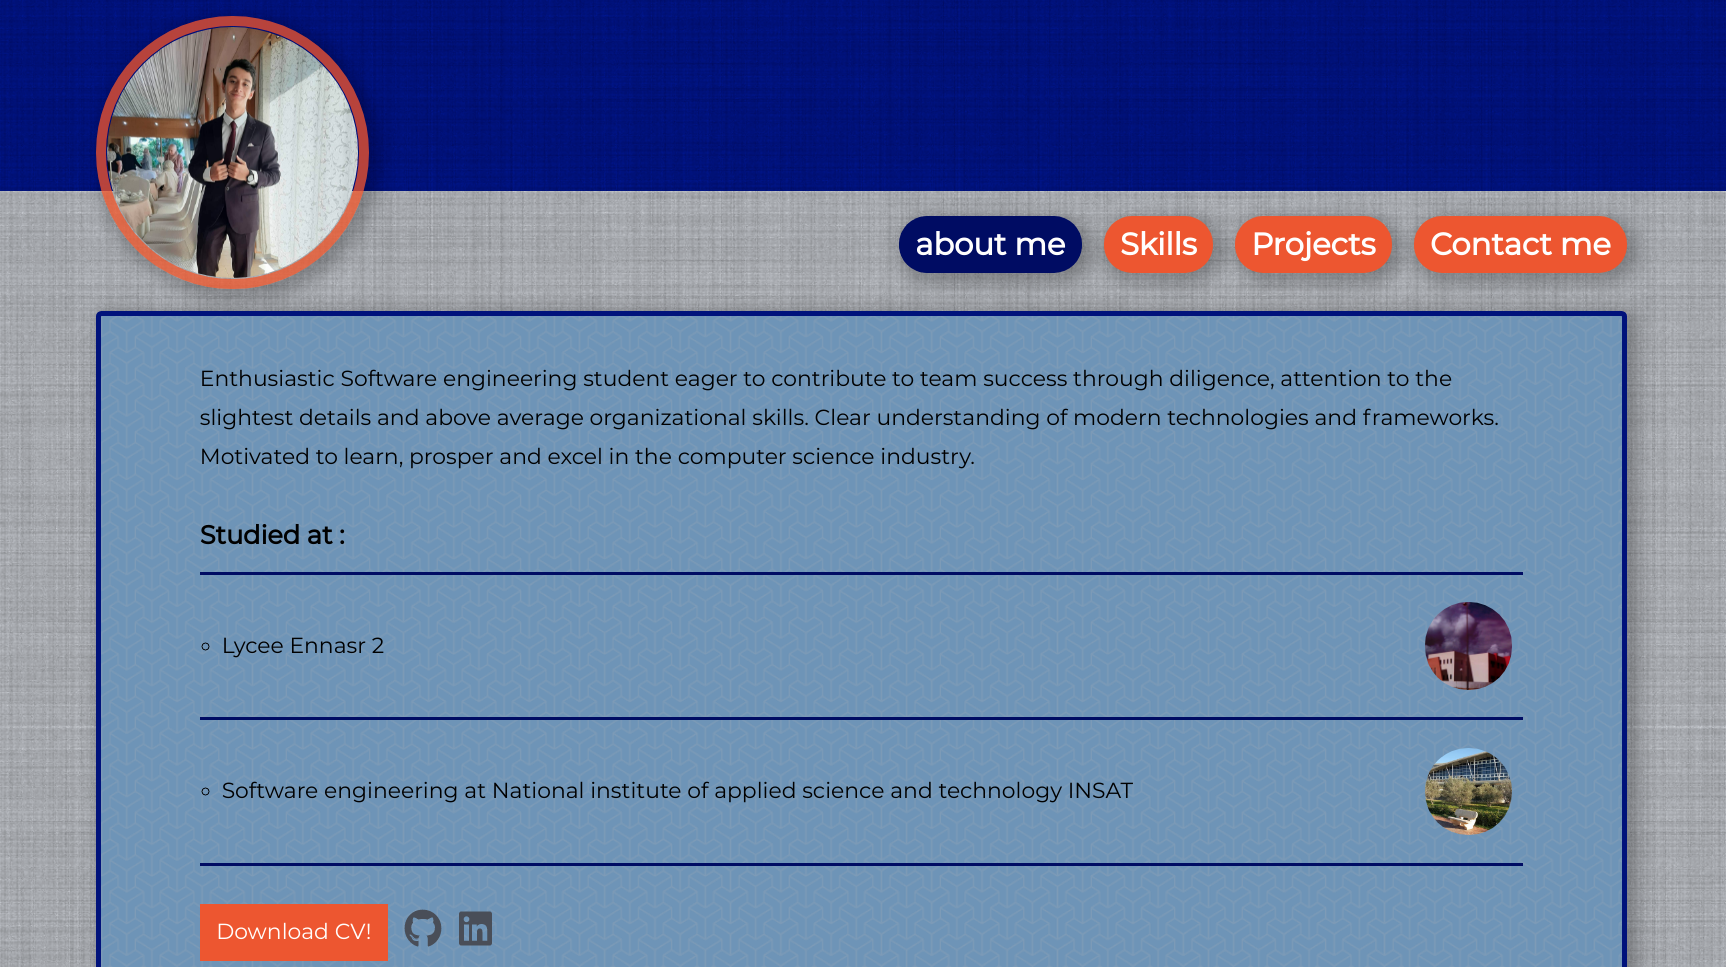 about me Skills Projects Contact me
Enthusiastic Software engineering student eager to contribute to team success through diligence, attention to the
slightest details and above average organizational skills. Clear understanding of modern technologies and frameworks.
Motivated to learn, prosper and excel in the computer science industry.
Studied at :
Lycee Ennasr 2
Software engineering at National institute of applied science and technology INSAT
Download CV!
in